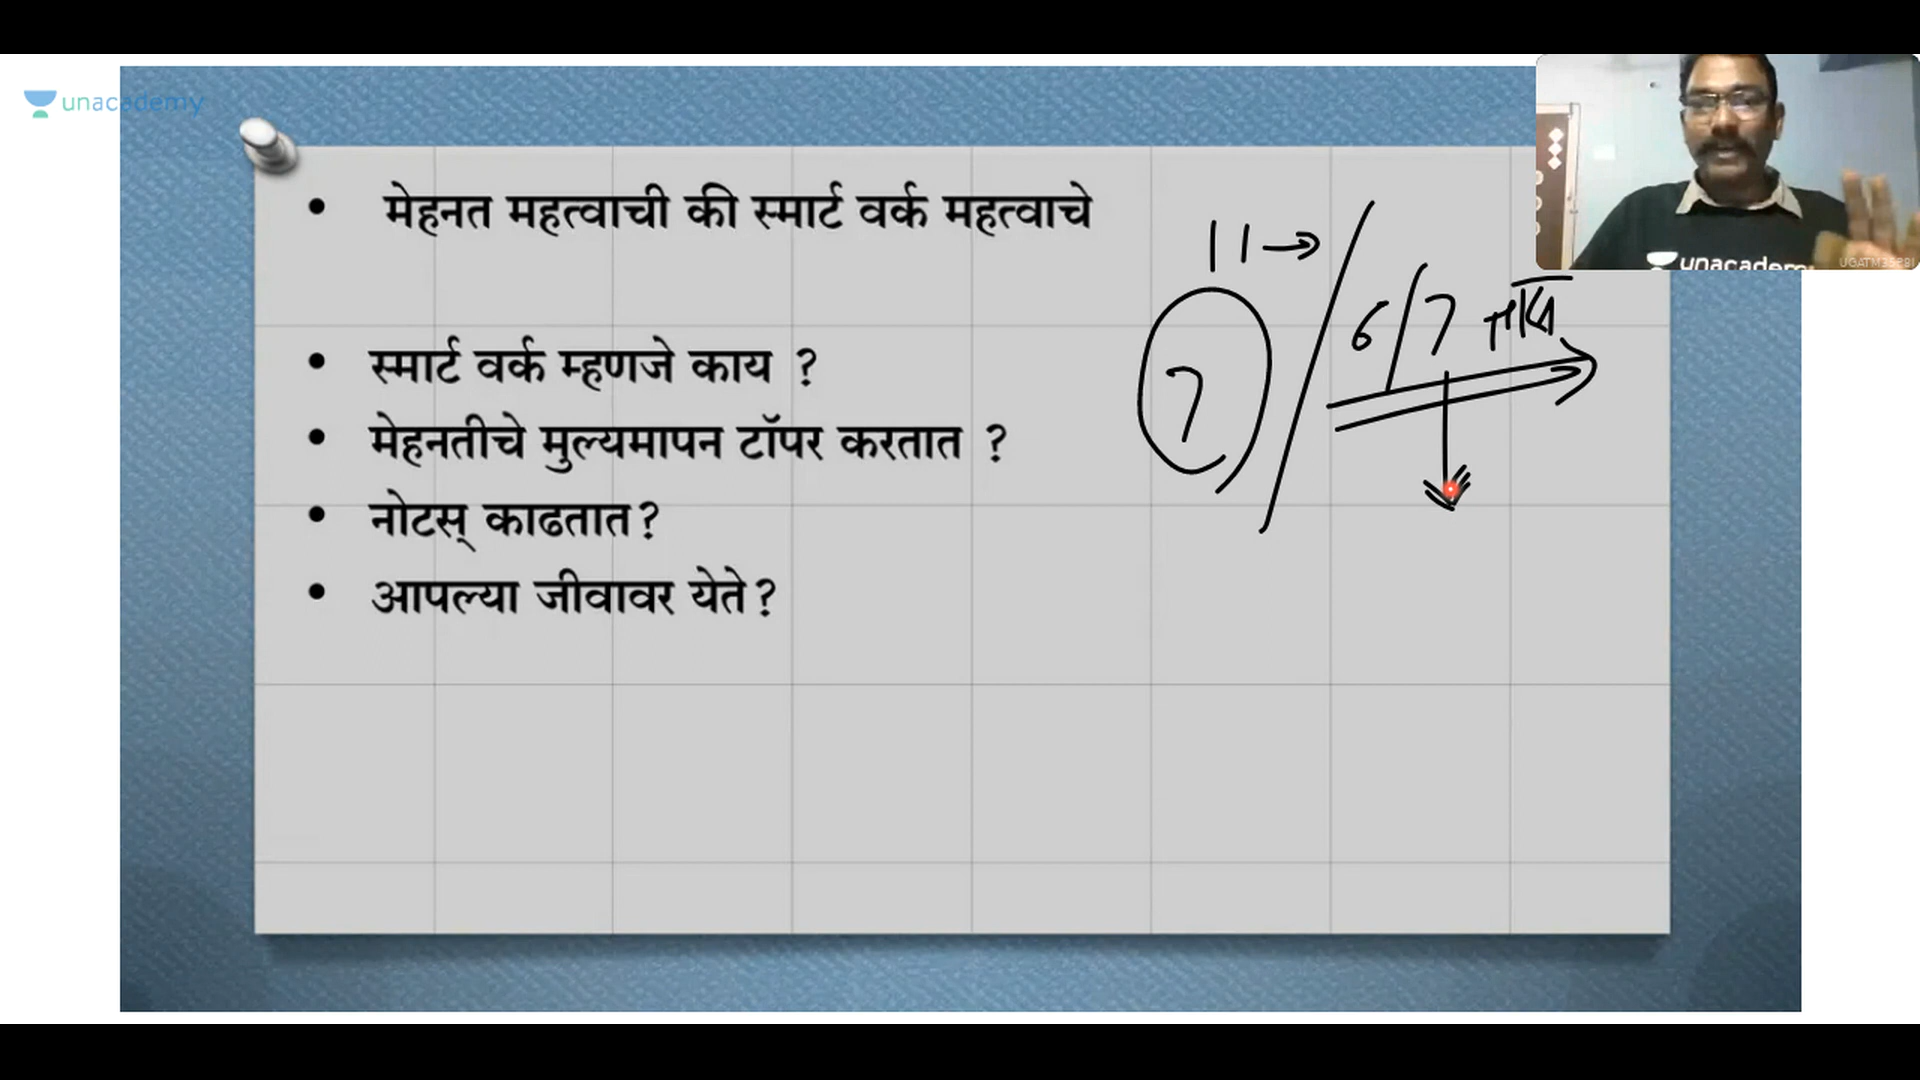 unacademy
• मेहनत महत्वाची की स्मार्ट वर्क महत्वाचे
• स्मार्ट वर्क म्हणजे काय ?
• मेहनतीचे मुल्यमापन टॉपर करतात ?
• नोटस् काढतात?
• आपल्या जीवावर येते?
11 →
7
6/7
unacademy